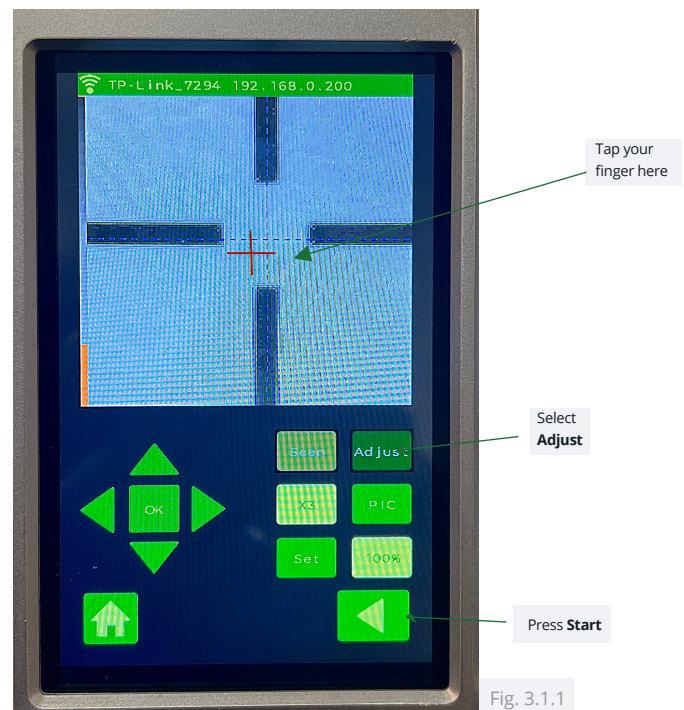 TP-Link_7294 192.168.0.200
Tap your
finger here
Select
Adjust
Scan Adjust
OK X3 PIC
Set 100%
Press Start
Fig. 3.1.1